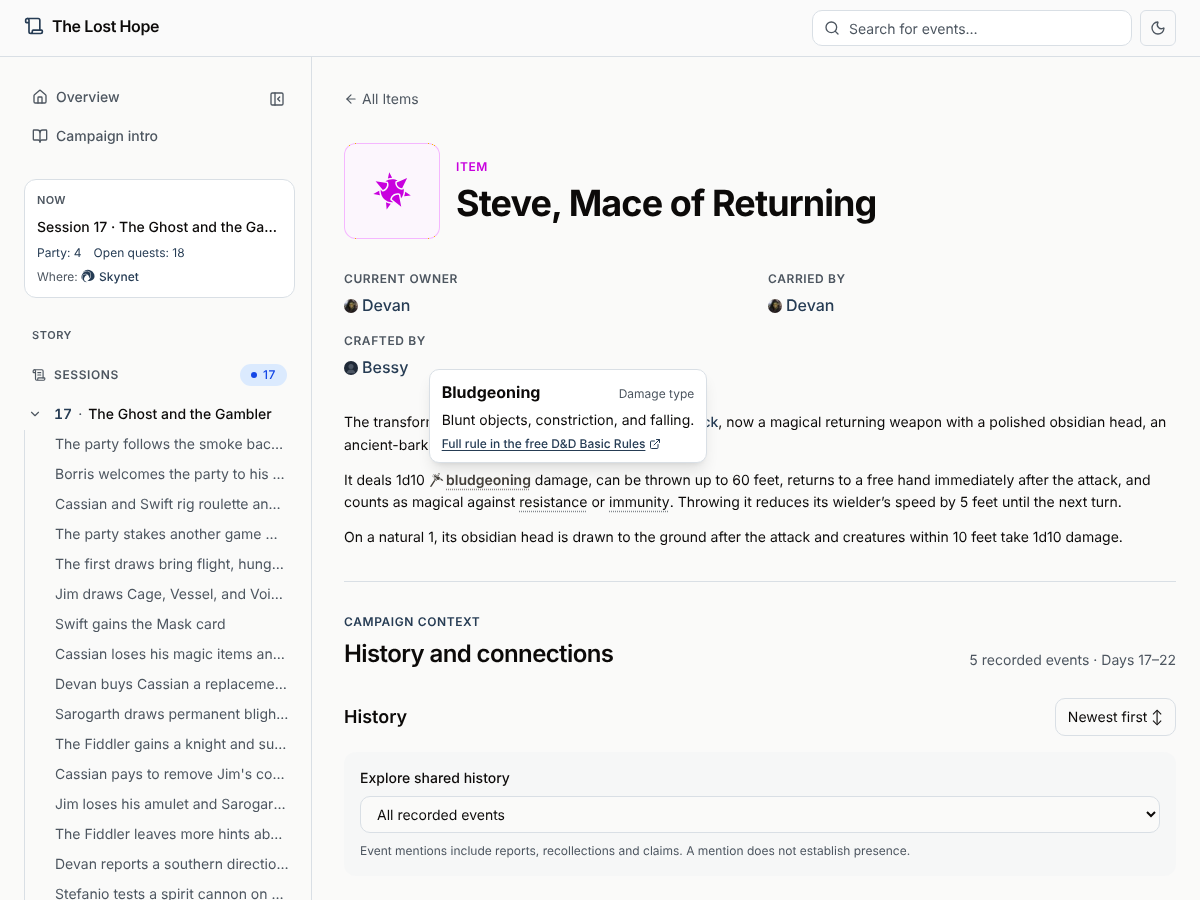 The Lost Hope
Search for events...
Overview
Campaign intro
NOW
Session 17 · The Ghost and the Ga...
Party: 4 Open quests: 18
Where: Skynet
STORY
SESSIONS
17
17 · The Ghost and the Gambler
The party follows the smoke bac...
Borris welcomes the party to his ...
Cassian and Swift rig roulette an...
The party stakes another game ...
The first draws bring flight, hung...
Jim draws Cage, Vessel, and Voi...
Swift gains the Mask card
Cassian loses his magic items an...
Devan buys Cassian a replaceme...
Sarogarth draws permanent bligh...
The Fiddler gains a knight and su...
Cassian pays to remove Jim's co...
Jim loses his amulet and Sarogar...
The Fiddler leaves more hints ab...
Devan reports a southern directio...
Stefanio tests a spirit cannon on ...
All Items
ITEM
Steve, Mace of Returning
CURRENT OWNER
Devan
CARRIED BY
Devan
CRAFTED BY
Bessy
Bludgeoning
Damage type
Blunt objects, constriction, and falling.
Full rule in the free D&D Basic Rules
The transfor ck, now a magical returning weapon with a polished obsidian head, an
ancient-bark
It deals 1d10 bludgeoning damage, can be thrown up to 60 feet, returns to a free hand immediately after the attack, and
counts as magical against resistance or immunity. Throwing it reduces its wielder’s speed by 5 feet until the next turn.
On a natural 1, its obsidian head is drawn to the ground after the attack and creatures within 10 feet take 1d10 damage.
CAMPAIGN CONTEXT
History and connections
5 recorded events · Days 17–22
History
Newest first
Explore shared history
All recorded events
Event mentions include reports, recollections and claims. A mention does not establish presence.